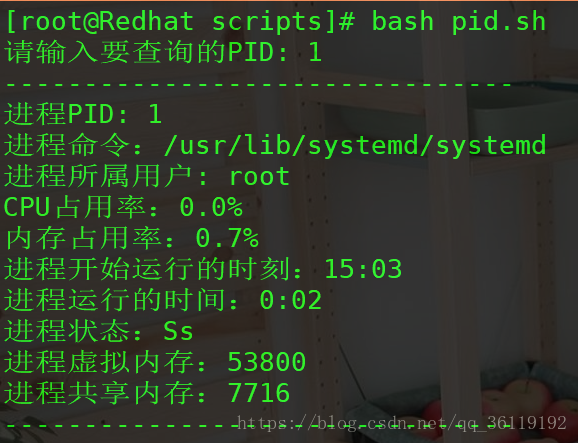 [root@Redhat scripts]# bash pid.sh
请输入要查询的PID: 1
--------------------------------
进程PID: 1
进程命令：/usr/lib/systemd/systemd
进程所属用户: root
CPU占用率：0.0%
内存占用率：0.7%
进程开始运行的时刻：15:03
进程运行的时间：0:02
进程状态：Ss
进程虚拟内存：53800
进程共享内存：7716
--------------------------------
https://blog.csdn.net/qq_36119192